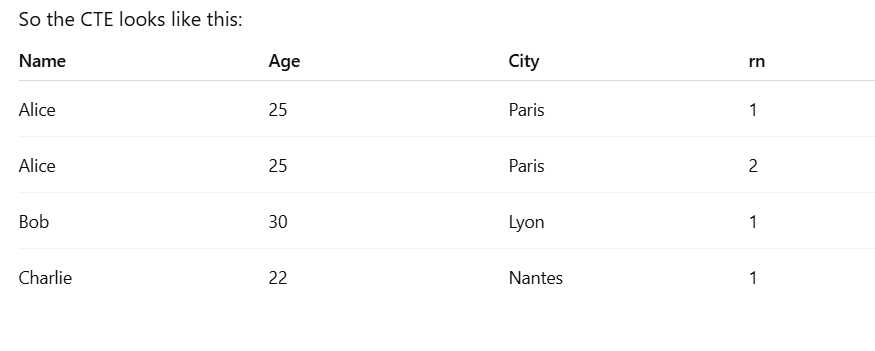 So the CTE looks like this:
Name Age City rn
Alice 25 Paris 1
Alice 25 Paris 2
Bob 30 Lyon 1
Charlie 22 Nantes 1